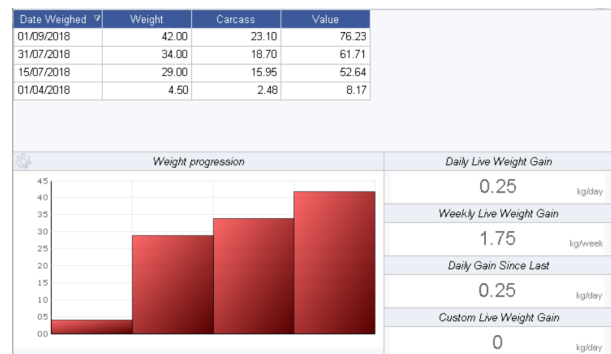 Date Weighed Weight Carcass Value
01/09/2018 42.00 23.10 76.23
31/07/2018 34.00 18.70 61.71
15/07/2018 29.00 15.95 52.64
01/04/2018 4.50 2.48 8.17
Weight progression
45
40
35
30
25
20
15
10
05
00
Daily Live Weight Gain
0.25 kg/day
Weekly Live Weight Gain
1.75 kg/week
Daily Gain Since Last
0.25 kg/day
Custom Live Weight Gain
0 kg/day